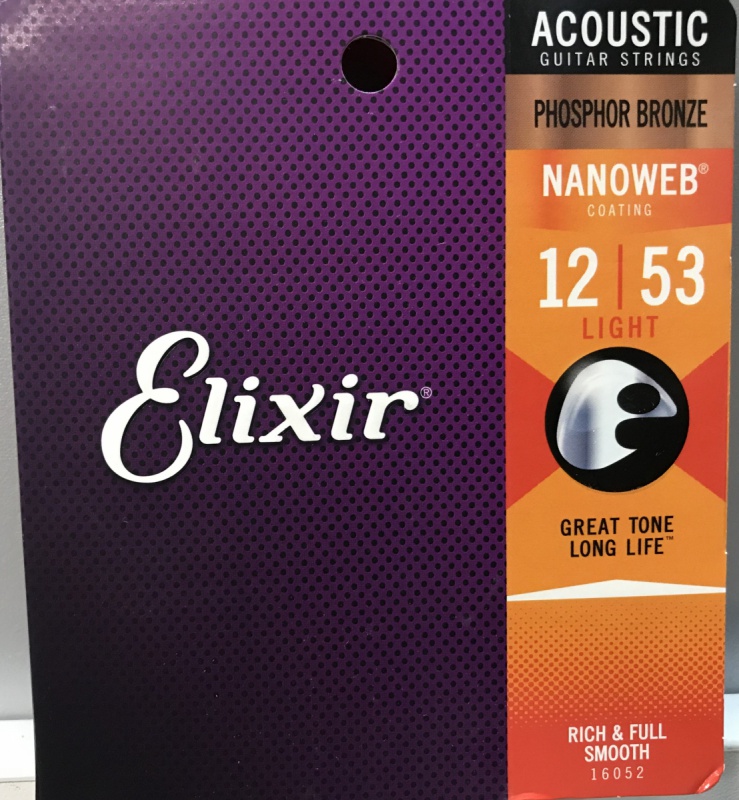 ACOUSTIC
GUITAR STRINGS
PHOSPHOR BRONZE
NANOWEB®
COATING
12 | 53
LIGHT
Elixir®
GREAT TONE
LONG LIFE™
RICH & FULL
SMOOTH
16052